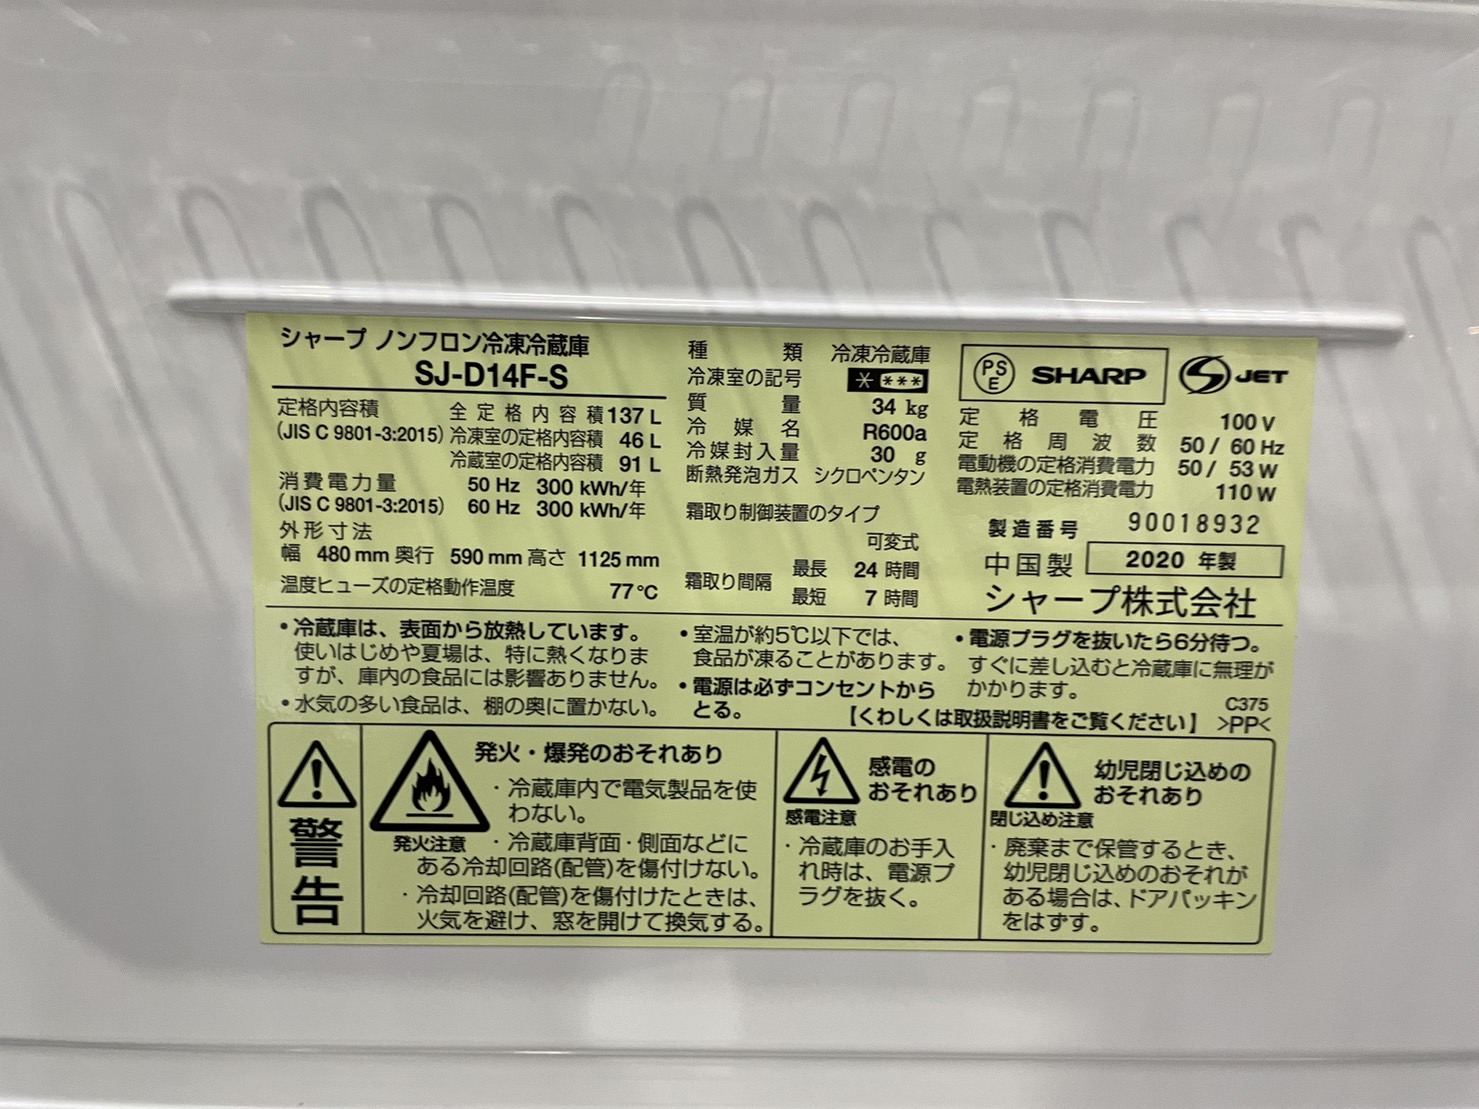 シャープ ノンフロン冷凍冷蔵庫
SJ-D14F-S
定格内容積 全定格内容積 137 L
(JIS C 9801-3:2015) 冷凍室の定格内容積 46 L
冷蔵室の定格内容積 91 L
消費電力量 50 Hz 300 kWh/年
(JIS C 9801-3:2015) 60 Hz 300 kWh/年
外形寸法
幅 480 mm 奥行 590 mm 高さ 1125 mm
温度ヒューズの定格動作温度 77℃
種類 冷凍冷蔵庫
冷凍室の記号 * ***
質量 34 kg
冷媒名 R600a
冷媒封入量 30 g
断熱発泡ガス シクロペンタン
霜取り制御装置のタイプ
可変式
霜取り間隔 最長 24 時間
最短 7 時間
PS
E SHARP S JET
定格電圧 100 V
定格周波数 50 / 60 Hz
電動機の定格消費電力 50 / 53 W
電熱装置の定格消費電力 110 W
製造番号 90018932
中国製 2020 年製
シャープ株式会社
•冷蔵庫は、表面から放熱しています。
使いはじめや夏場は、特に熱くなりま
すが、庫内の食品には影響ありません。
•水気の多い食品は、棚の奥に置かない。
•室温が約5℃以下では、
食品が凍ることがあります。
•電源は必ずコンセントから
とる。
•電源プラグを抜いたら6分待つ。
すぐに差し込むと冷蔵庫に無理が
かかります。
【くわしくは取扱説明書をご覧ください】
C375
>PP<
警告
発火注意
発火・爆発のおそれあり
・冷蔵庫内で電気製品を使
わない。
・冷蔵庫背面・側面などに
ある冷却回路(配管)を傷付けない。
・冷却回路(配管)を傷付けたときは、
火気を避け、窓を開けて換気する。
感電の
おそれあり
感電注意
・冷蔵庫のお手入
れ時は、電源プ
ラグを抜く。
幼児閉じ込めの
おそれあり
閉じ込め注意
・廃棄まで保管するとき、
幼児閉じ込めのおそれが
ある場合は、ドアパッキン
をはずす。